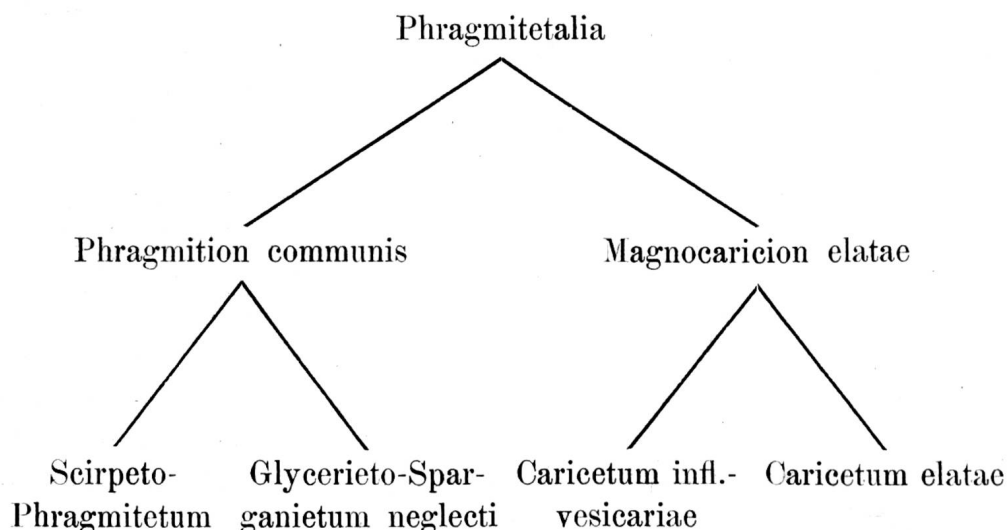 Phragmitetalia
Phragmition communis
Magnocaricion elatae
Scirpeto-
Phragmitetum
Glycerieto-Spar-
ganietum neglecti
Caricetum infl.-
vesicariae
Caricetum elatae